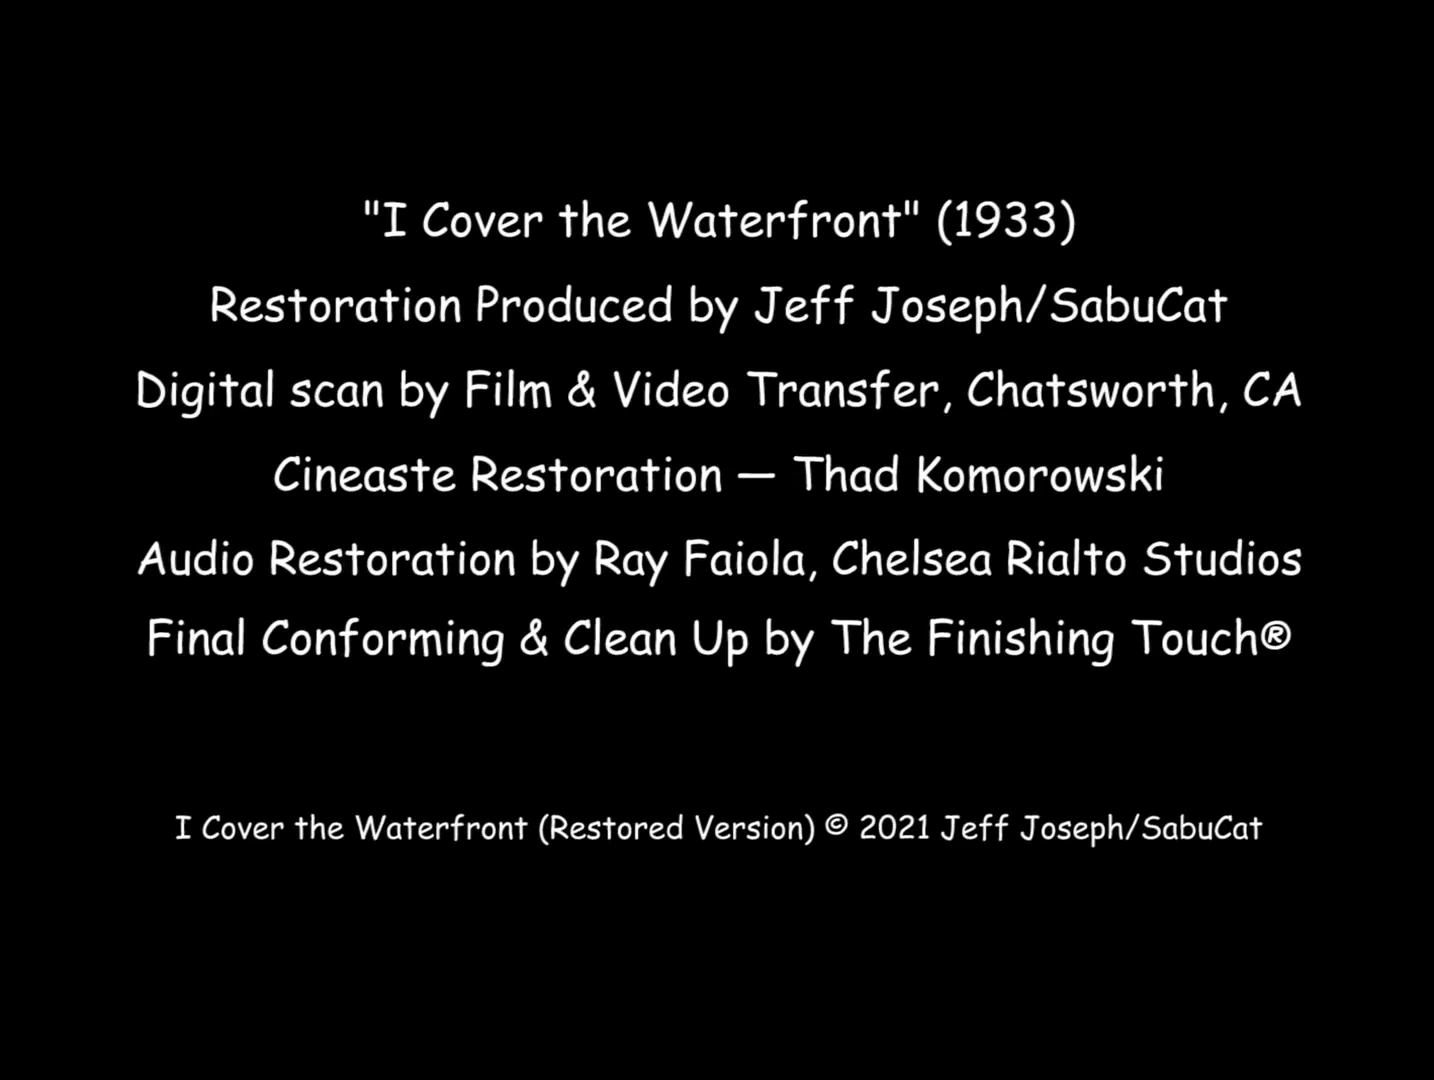 "I Cover the Waterfront" (1933)
Restoration Produced by Jeff Joseph/SabuCat
Digital scan by Film & Video Transfer, Chatsworth, CA
Cineaste Restoration — Thad Komorowski
Audio Restoration by Ray Faiola, Chelsea Rialto Studios
Final Conforming & Clean Up by The Finishing Touch®
I Cover the Waterfront (Restored Version) © 2021 Jeff Joseph/SabuCat